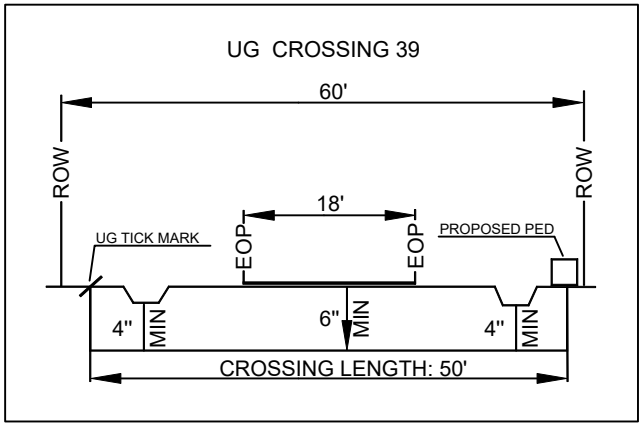 UG CROSSING 39
60'
ROW
ROW
18'
EOP
EOP
UG TICK MARK
PROPOSED PED
4"
MIN
6"
MIN
4"
MIN
CROSSING LENGTH: 50'